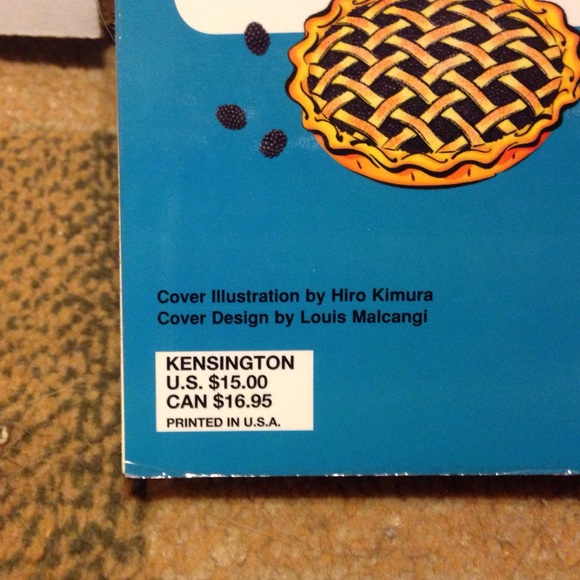 Cover Illustration by Hiro Kimura
Cover Design by Louis Malcangi
KENSINGTON
U.S. $15.00
CAN $16.95
PRINTED IN U.S.A.